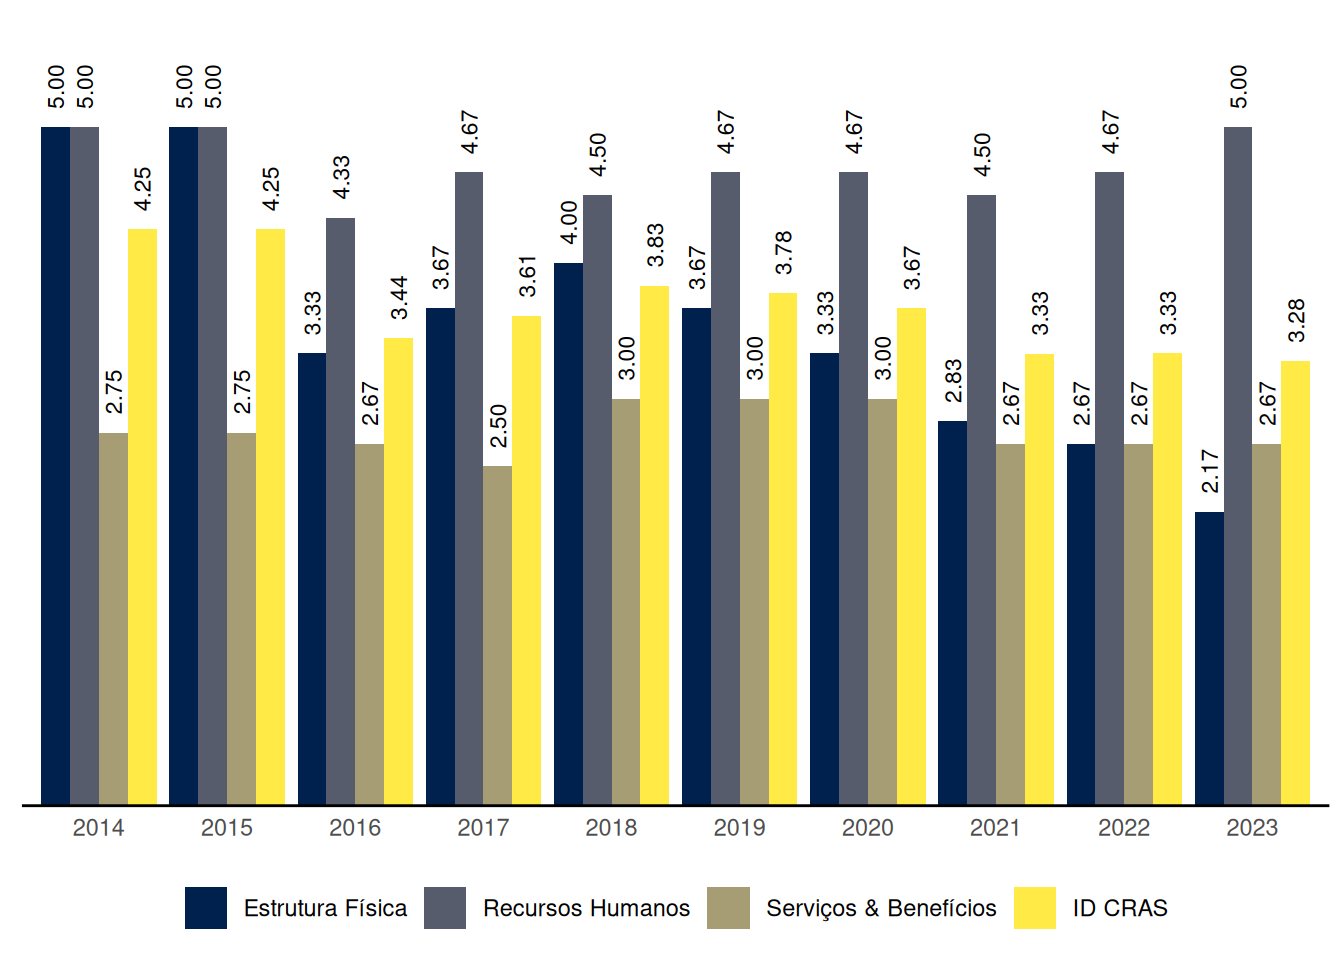 5.00 5.00 2.75 4.25
5.00 5.00 2.75 4.25
3.33 4.33 2.67 3.44
3.67 4.67 2.50 3.61
4.00 4.50 3.00 3.83
3.67 4.67 3.00 3.78
3.33 4.67 3.00 3.67
2.83 4.50 2.67 3.33
2.67 4.67 2.67 3.33
2.17 5.00 2.67 3.28
2014 2015 2016 2017 2018 2019 2020 2021 2022 2023
Estrutura Física Recursos Humanos Serviços & Benefícios ID CRAS